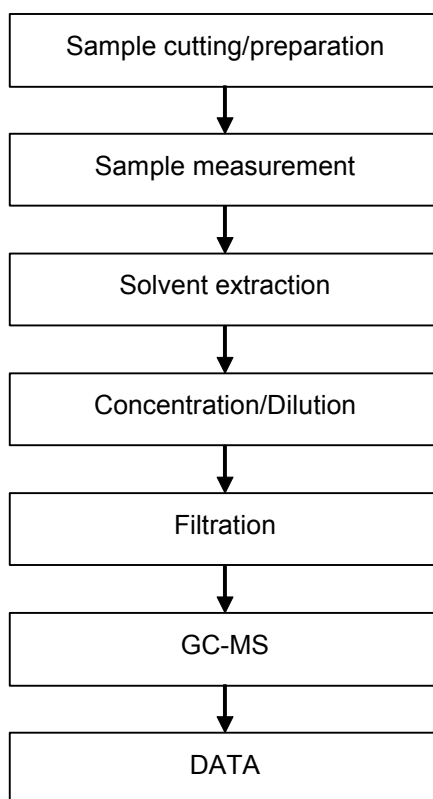 Sample cutting/preparation
Sample measurement
Solvent extraction
Concentration/Dilution
Filtration
GC-MS
DATA